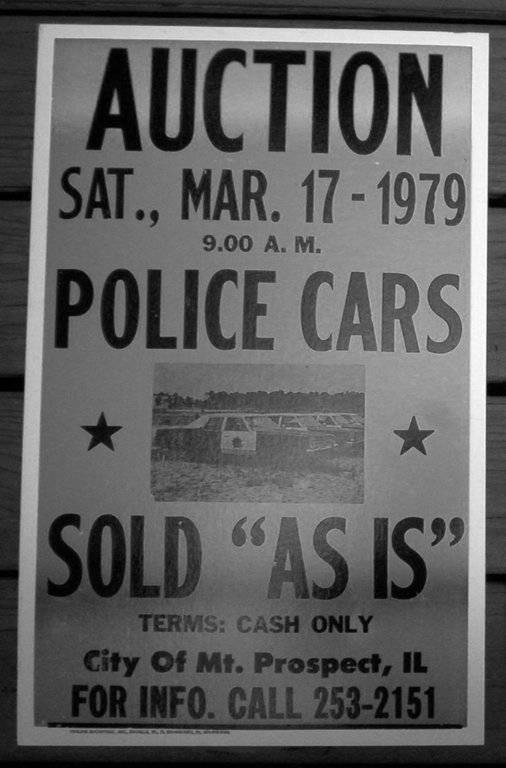 AUCTION
SAT., MAR. 17 - 1979
9.00 A. M.
POLICE CARS
SOLD "AS IS"
TERMS: CASH ONLY
City Of Mt. Prospect, IL
FOR INFO. CALL 253-2151